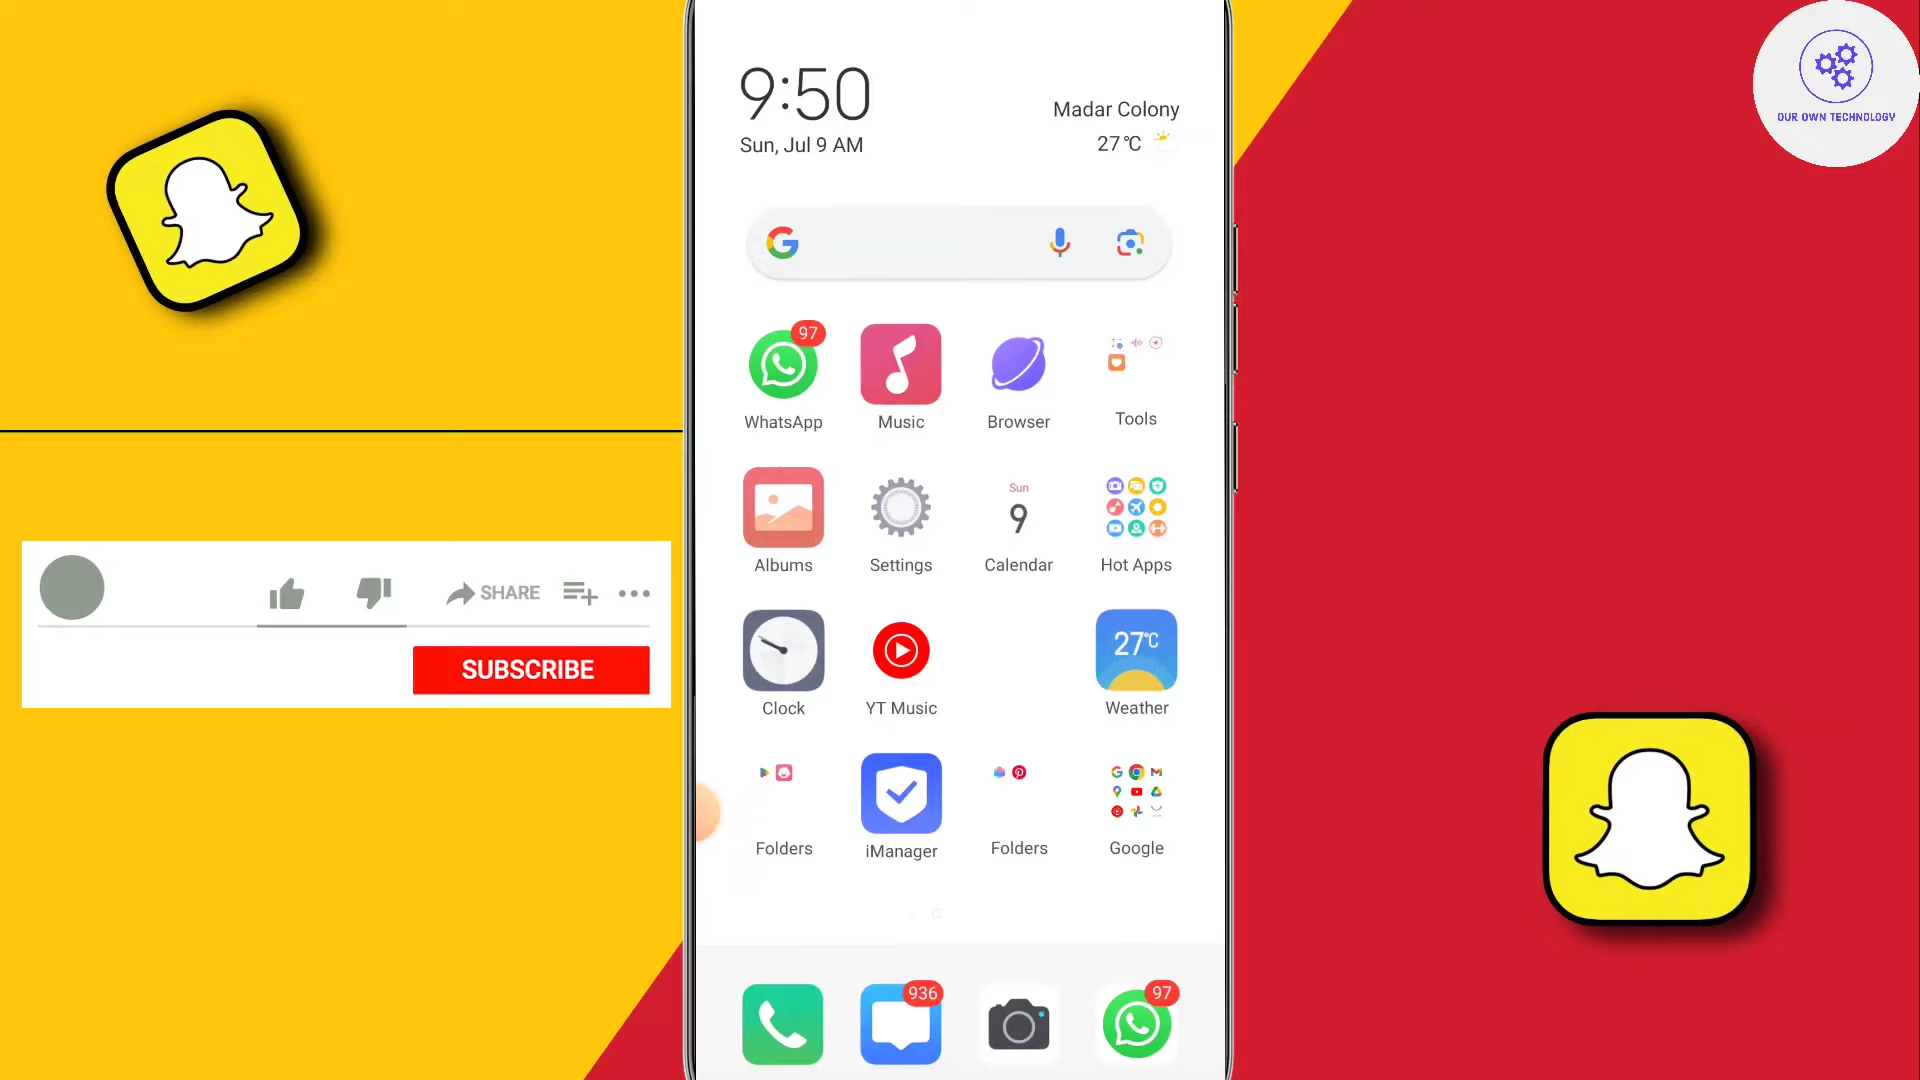 OUR OWN TECHNOLOGY
9:50
Sun, Jul 9 AM
Madar Colony
27°C
97
WhatsApp
Music
Browser
Tools
Sun
9
Albums
Settings
Calendar
Hot Apps
SHARE
SUBSCRIBE
27°C
Clock
YT Music
Weather
Folders
iManager
Folders
Google
936
97